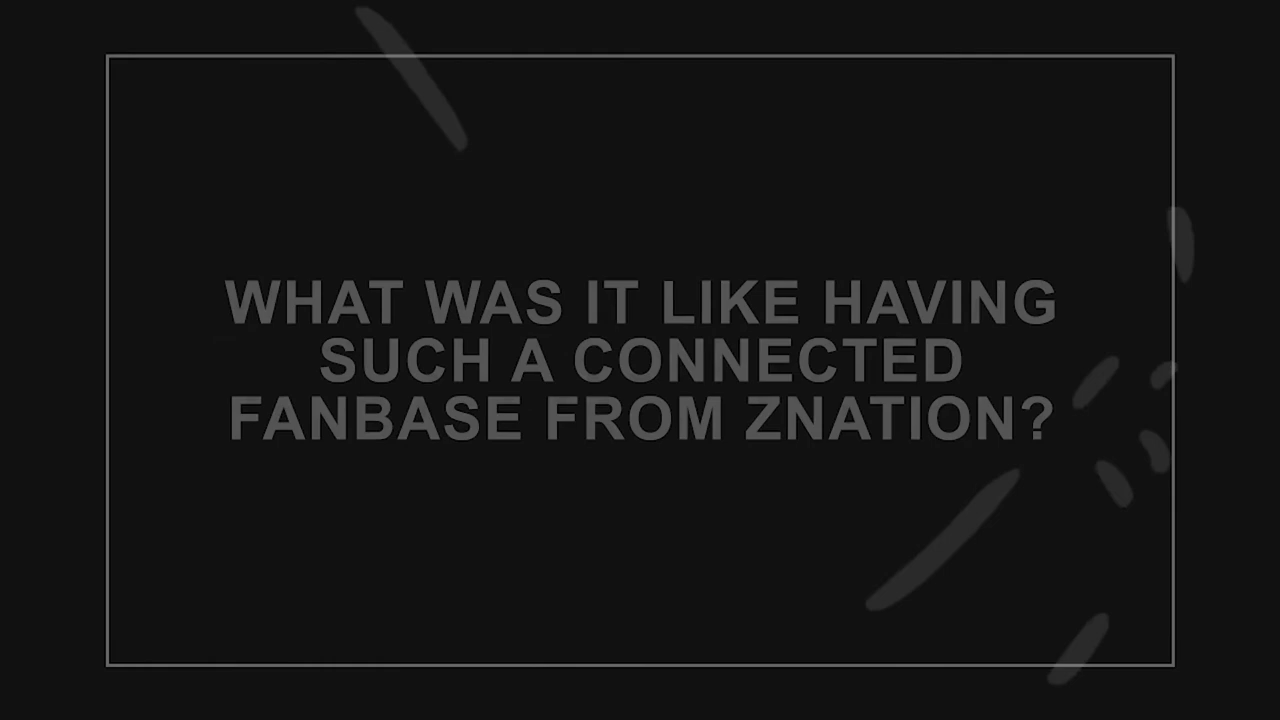 WHAT WAS IT LIKE HAVING
SUCH A CONNECTED
FANBASE FROM ZNATION?